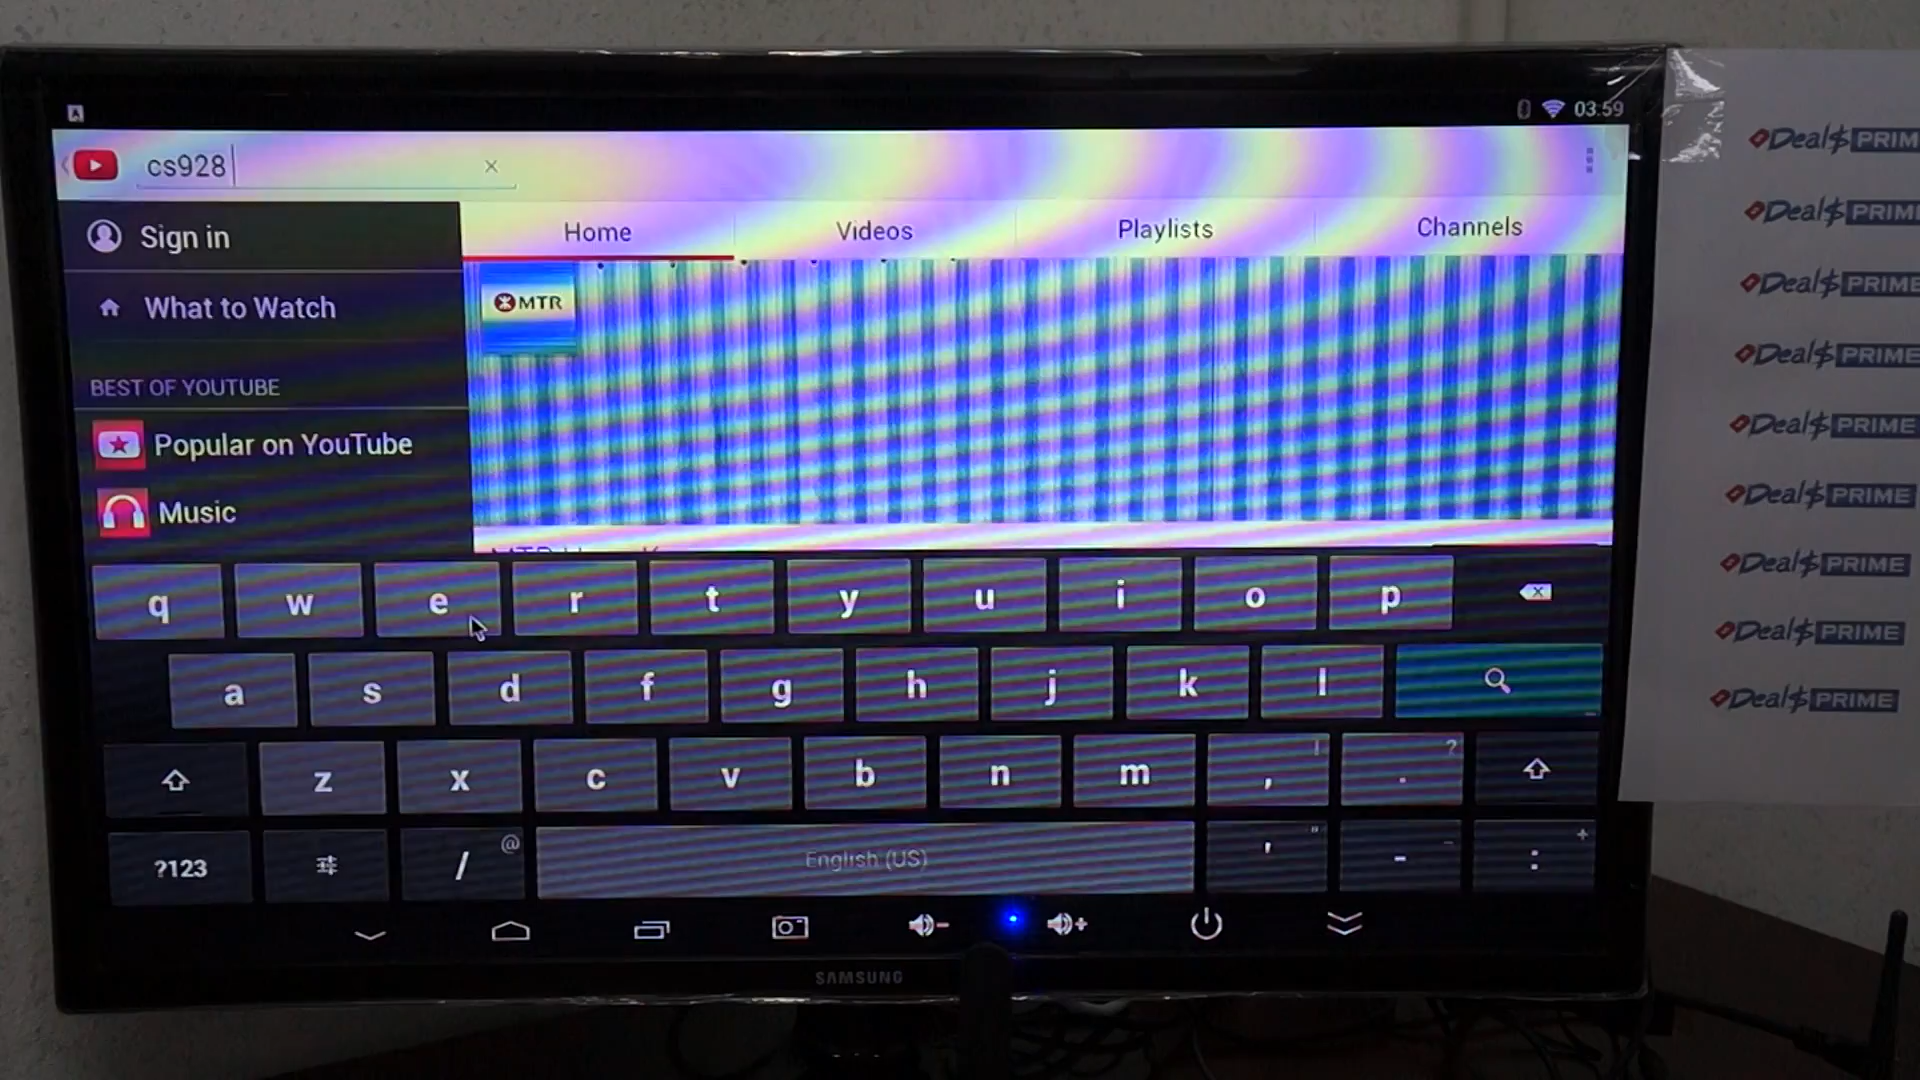 03:59
cs928
Sign in
What to Watch
BEST OF YOUTUBE
Popular on YouTube
Music
Home Videos Playlists Channels
MTR
q w e r t y u i o p
a s d f g h j k l
z x c v b n m , ! . ?
?123 / @ English (US) ' " - _ : +
SAMSUNG
Deal$ PRIM
Deal$ PRIME
Deal$ PRIME
Deal$ PRIME
Deal$ PRIME
Deal$ PRIME
Deal$ PRIME
Deal$ PRIME
Deal$ PRIME